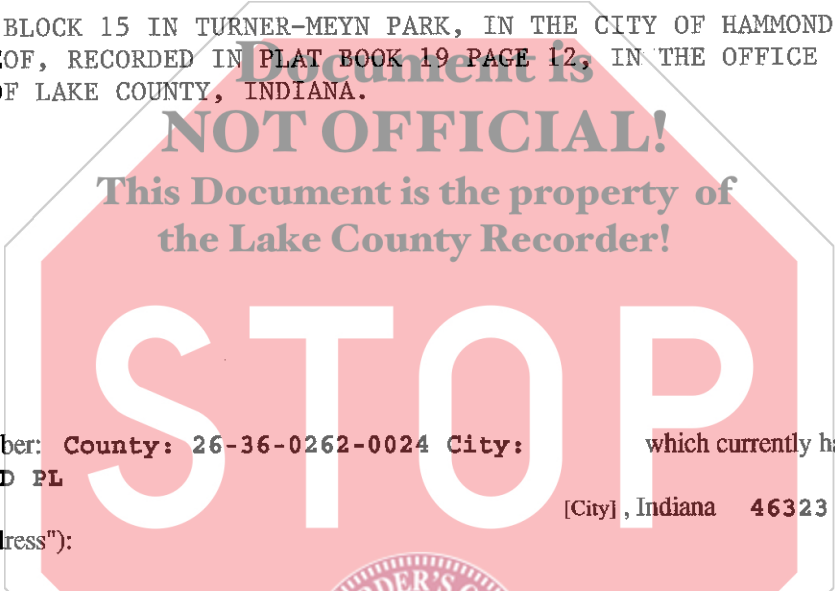 BLOCK 15 IN TURNER-MEYN PARK, IN THE CITY OF HAMMOND
EOF, RECORDED IN PLAT BOOK 19 PAGE 12, IN THE OFFICE
OF LAKE COUNTY, INDIANA.
Document is
NOT OFFICIAL!
This Document is the property of
the Lake County Recorder!
STOP
ber: County: 26-36-0262-0024 City: which currently ha
D PL
[City] , Indiana 46323
dress"):
DER'S